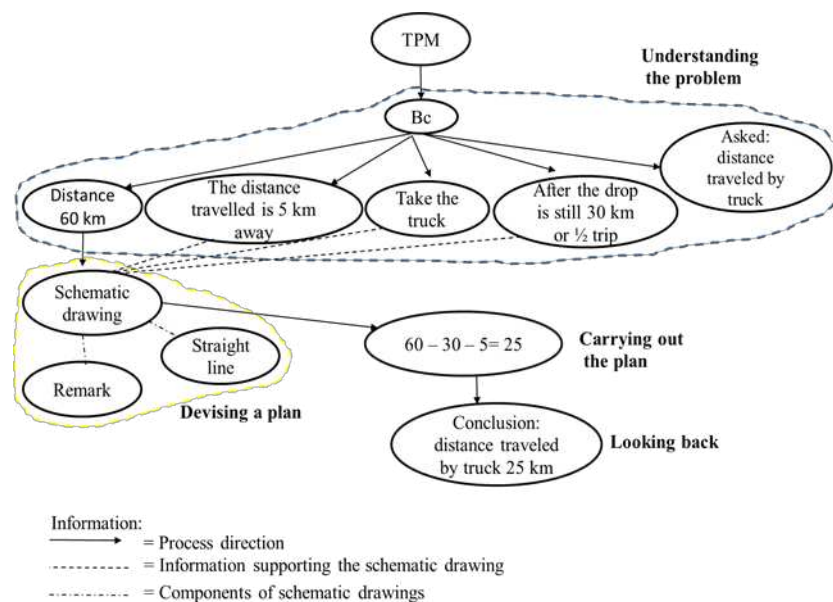 TPM
Understanding
the problem
Bc
Asked:
distance
traveled by
truck
Distance
60 km
The distance
travelled is 5 km
away
Take the
truck
After the drop
is still 30 km
or ½ trip
Schematic
drawing
Straight
line
Remark
Devising a plan
60 – 30 – 5= 25
Carrying out
the plan
Conclusion:
distance traveled
by truck 25 km
Looking back
Information:
= Process direction
= Information supporting the schematic drawing
= Components of schematic drawings